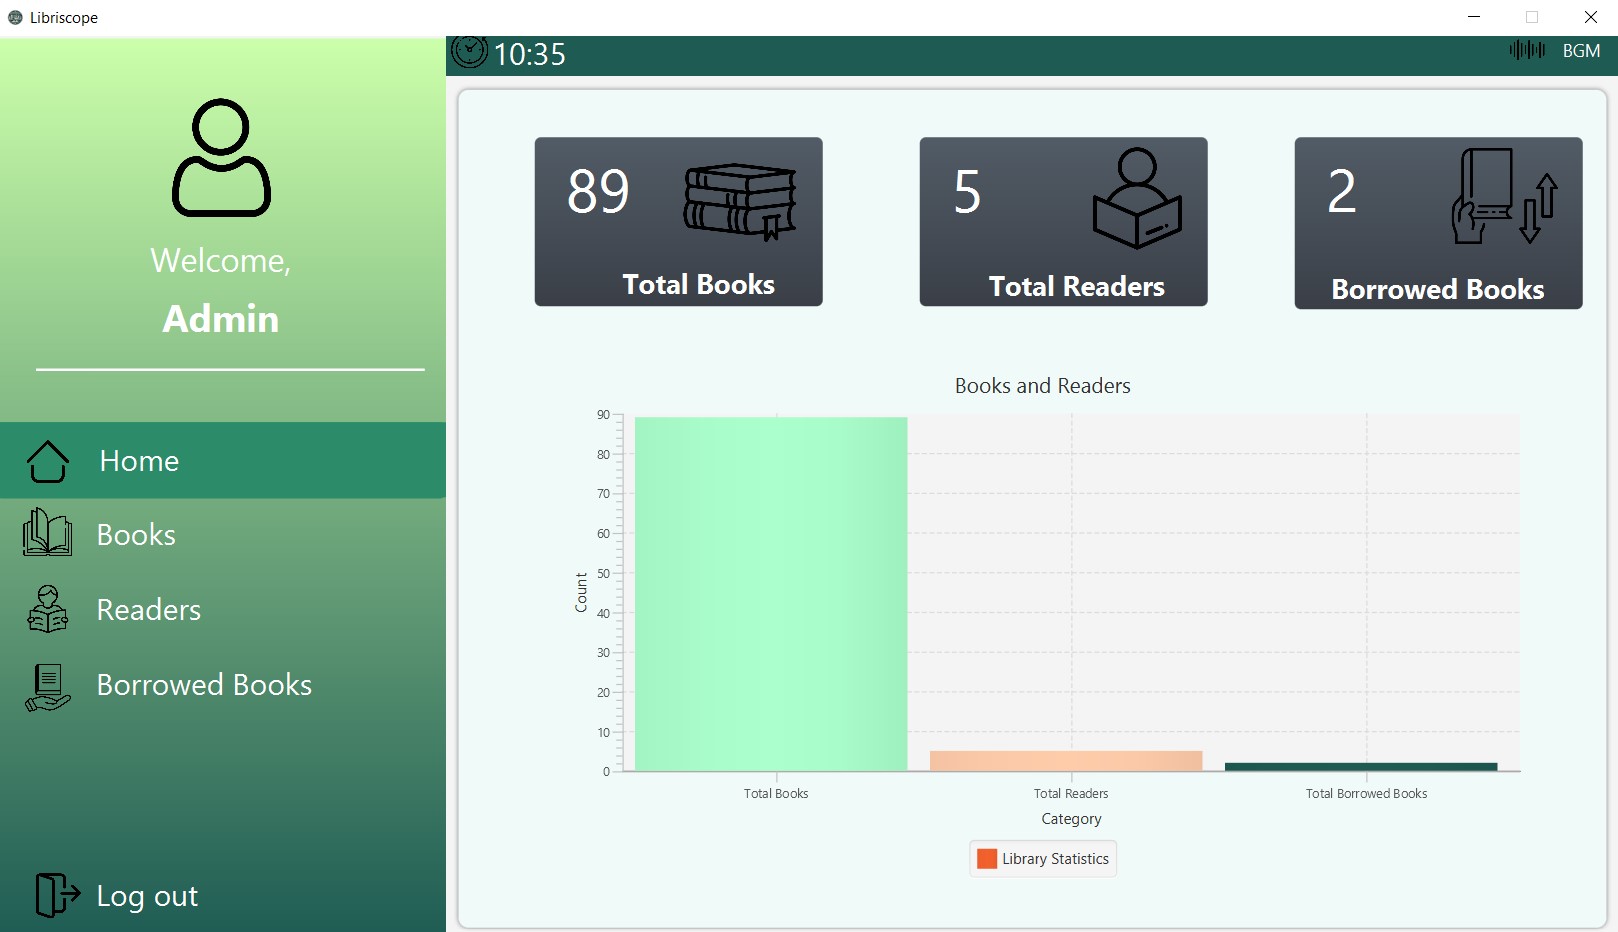 Libriscope
10:35
BGM
Welcome,
Admin
Home
Books
Readers
Borrowed Books
Log out
89
Total Books
5
Total Readers
2
Borrowed Books
Books and Readers
90
80
70
60
50
40
30
20
10
0
Count
Total Books
Total Readers
Total Borrowed Books
Category
Library Statistics